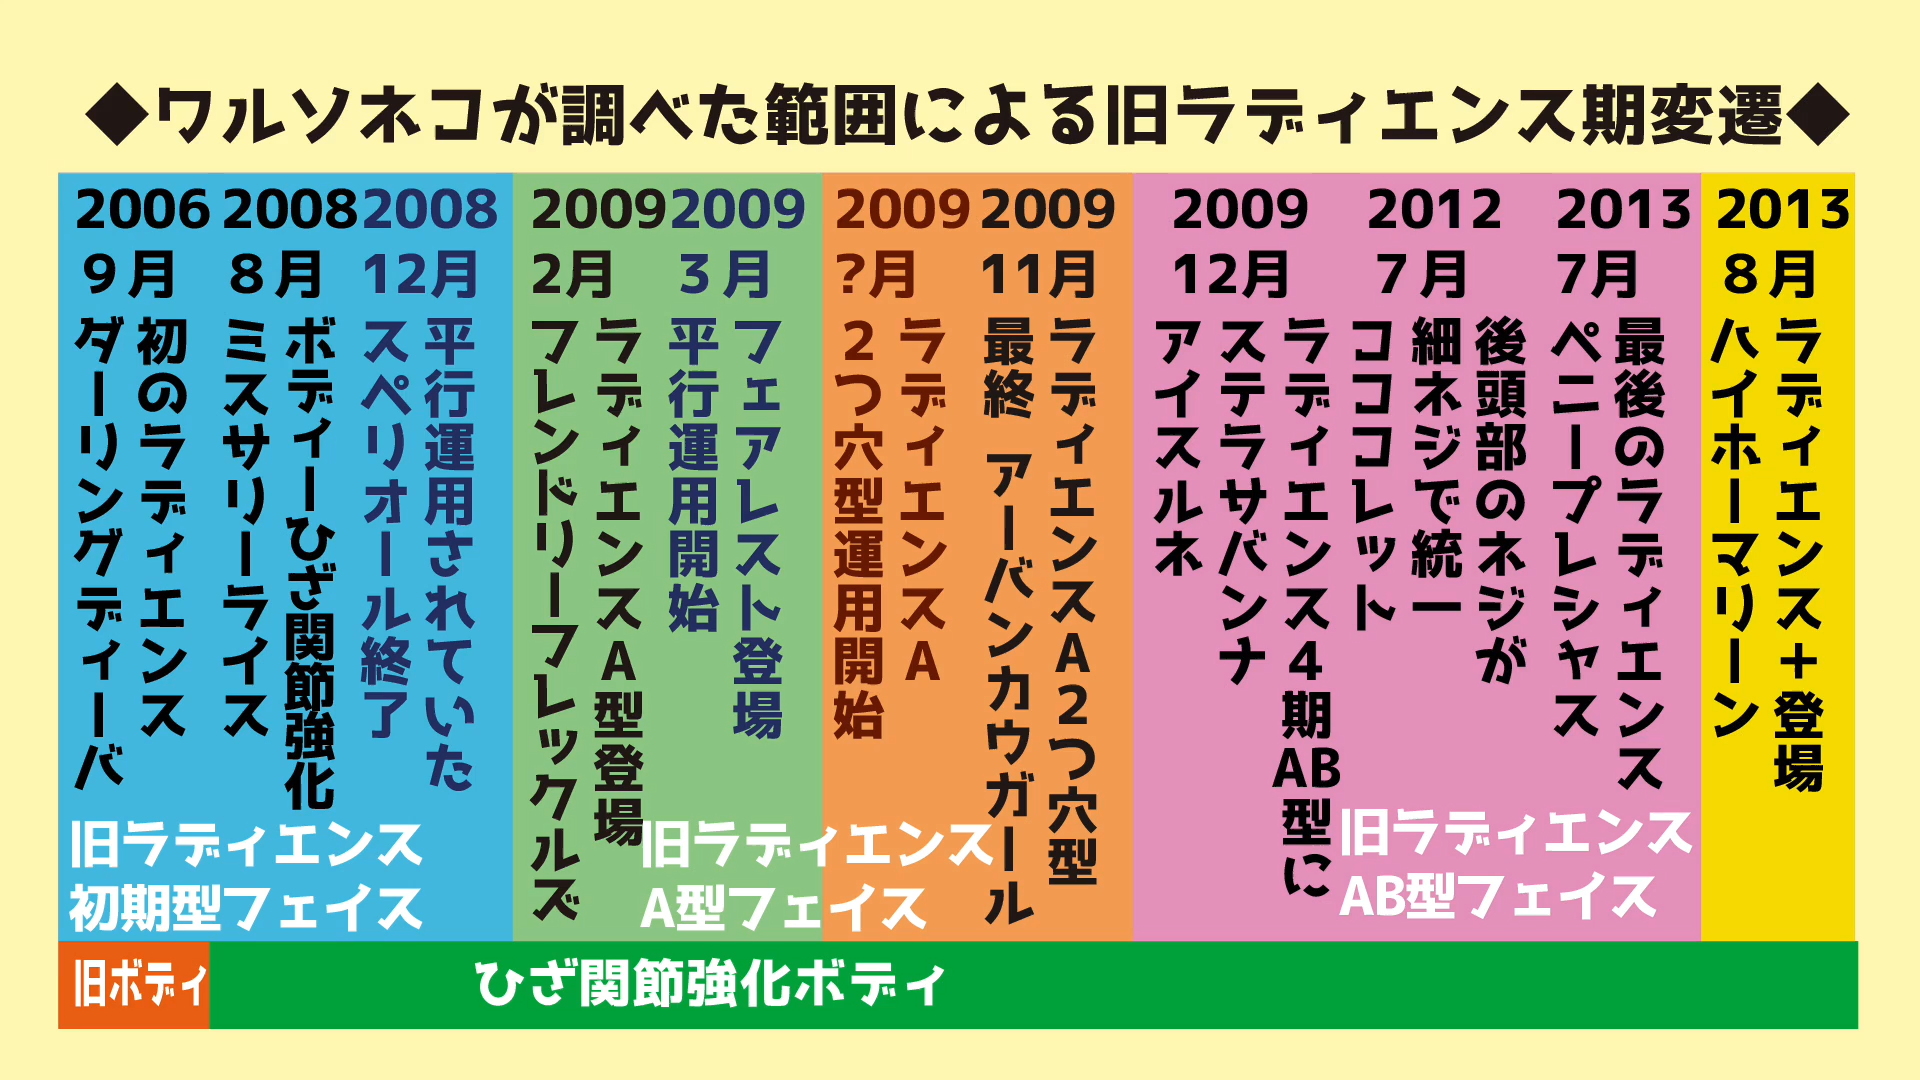 ◆ワルソネコが調べた範囲による旧ラディエンス期変遷◆
2006
9月
初のラディエンス
ダーリングディーバ
2008
8月
ボディーひざ関節強化
ミスサリーライス
2008
12月
平行運用されていた
スペリオール終了
2009
2月
ラディエンスA型登場
フレンドリーフレックルズ
2009
3月
フェアレスト登場
平行運用開始
2009
?月
ラディエンスA
2つ穴型運用開始
2009
11月
ラディエンスA2つ穴型
最終 アーバンカウガール
2009
12月
ラディエンス4期AB型に
ステラサバンナ
アイスルネ
2012
7月
後頭部のネジが
細ネジで統一
コココレット
2013
7月
最後のラディエンス
ペニープレシャス
2013
8月
ラディエンス+登場
ハイホーマリーン
旧ラディエンス
初期型フェイス
旧ラディエンス
A型フェイス
旧ラディエンス
AB型フェイス
旧ボディ
ひざ関節強化ボディ